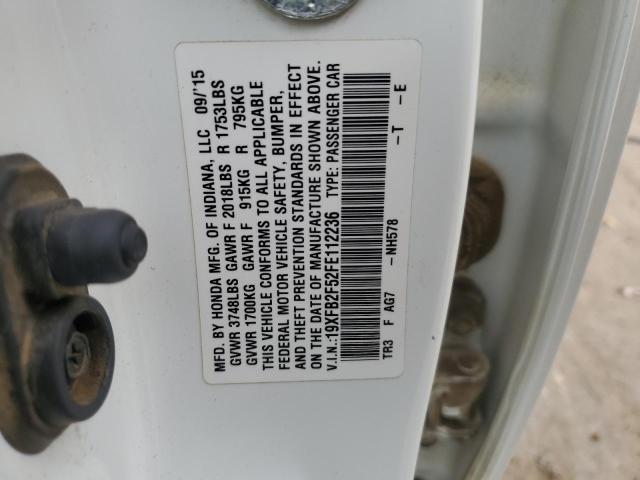 MFD. BY HONDA MFG. OF INDIANA, LLC 09/'15
GVWR 3748LBS GAWR F 2018LBS R 1753LBS
GVWR 1700KG GAWR F 915KG R 795KG
THIS VEHICLE CONFORMS TO ALL APPLICABLE
FEDERAL MOTOR VEHICLE SAFETY, BUMPER,
AND THEFT PREVENTION STANDARDS IN EFFECT
ON THE DATE OF MANUFACTURE SHOWN ABOVE.
V.I.N.:19XFB2F52FE112236 TYPE: PASSENGER CAR
TR3 F AG7 -NH578 -T -E